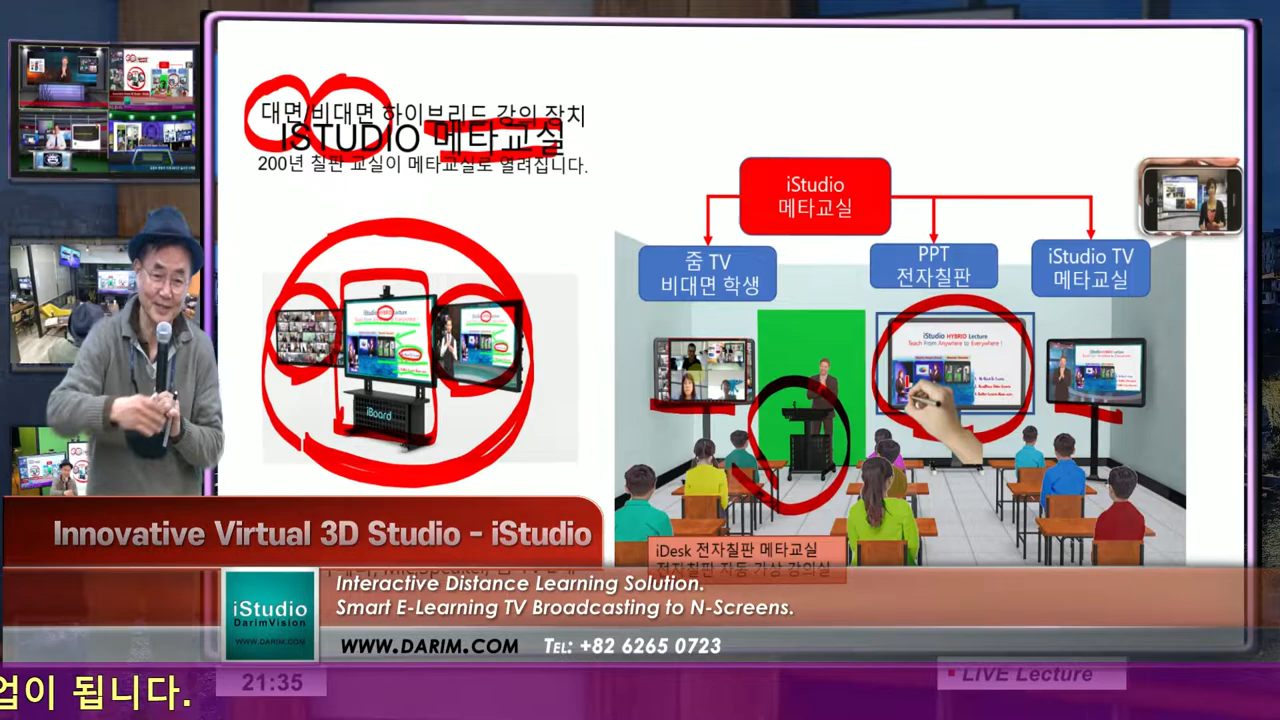 대면/비대면 하이브리드 강의 장치
iSTUDIO 메타교실
200년 칠판 교실이 메타교실로 열려집니다.
iStudio
메타교실
줌 TV
비대면 학생
PPT
전자칠판
iStudio TV
메타교실
iStudio HYBRID Lecture
Teach From Anywhere to Everywhere !
iBoard
iDesk 전자칠판 메타교실
전자칠판 자동 가상 강의실
Innovative Virtual 3D Studio - iStudio
Interactive Distance Learning Solution.
Smart E-Learning TV Broadcasting to N-Screens.
iStudio
DarimVision
WWW.DARIM.COM
WWW.DARIM.COM TEL: +82 6265 0723
21:35
LIVE Lecture
업이 됩니다.